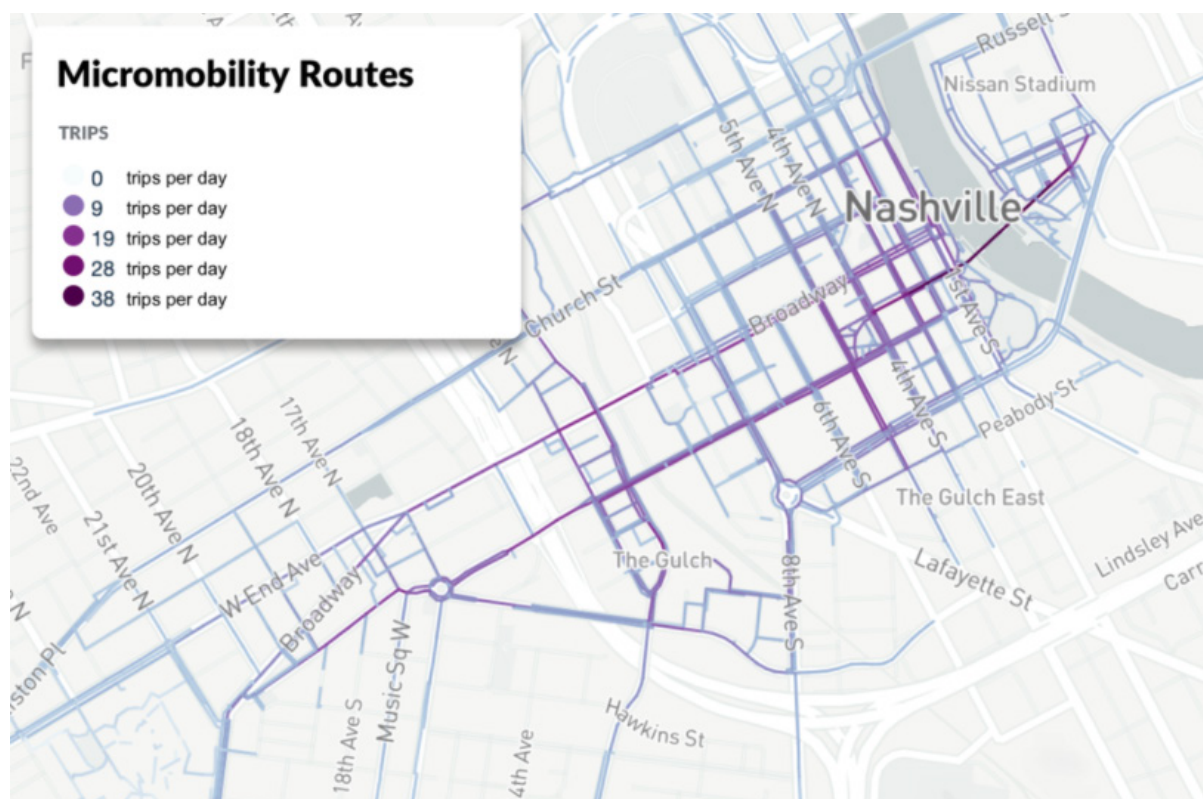 Micromobility Routes
TRIPS
0 trips per day
9 trips per day
19 trips per day
28 trips per day
38 trips per day
Nissan Stadium
5th Ave N
4th Ave N
Nashville
Church St
Broadway
1st Ave S
4th Ave S
6th Ave S
Peabody St
17th Ave N
18th Ave N
20th Ave N
21st Ave N
22nd Ave
The Gulch East
The Gulch
8th Ave S
Lafayette St
Lindsley Ave
W End Ave
Broadway
Music Sq W
18th Ave S
4th Ave
Hawkins St